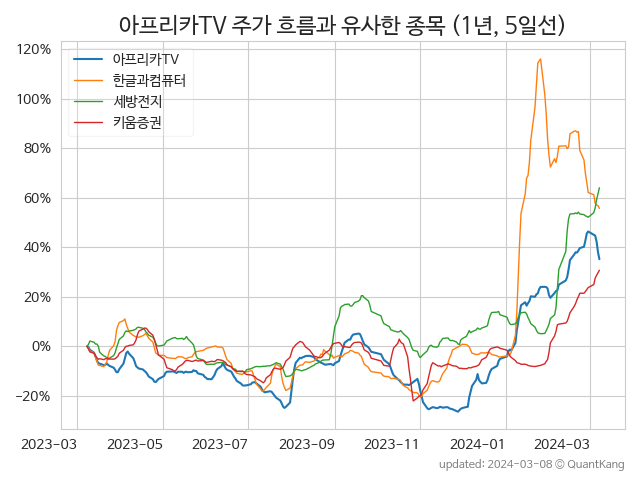 아프리카TV 주가 흐름과 유사한 종목 (1년, 5일선)
아프리카TV
한글과컴퓨터
세방전지
키움증권
120%
100%
80%
60%
40%
20%
0%
−20%
2023-03 2023-05 2023-07 2023-09 2023-11 2024-01 2024-03
updated: 2024-03-08 © QuantKang